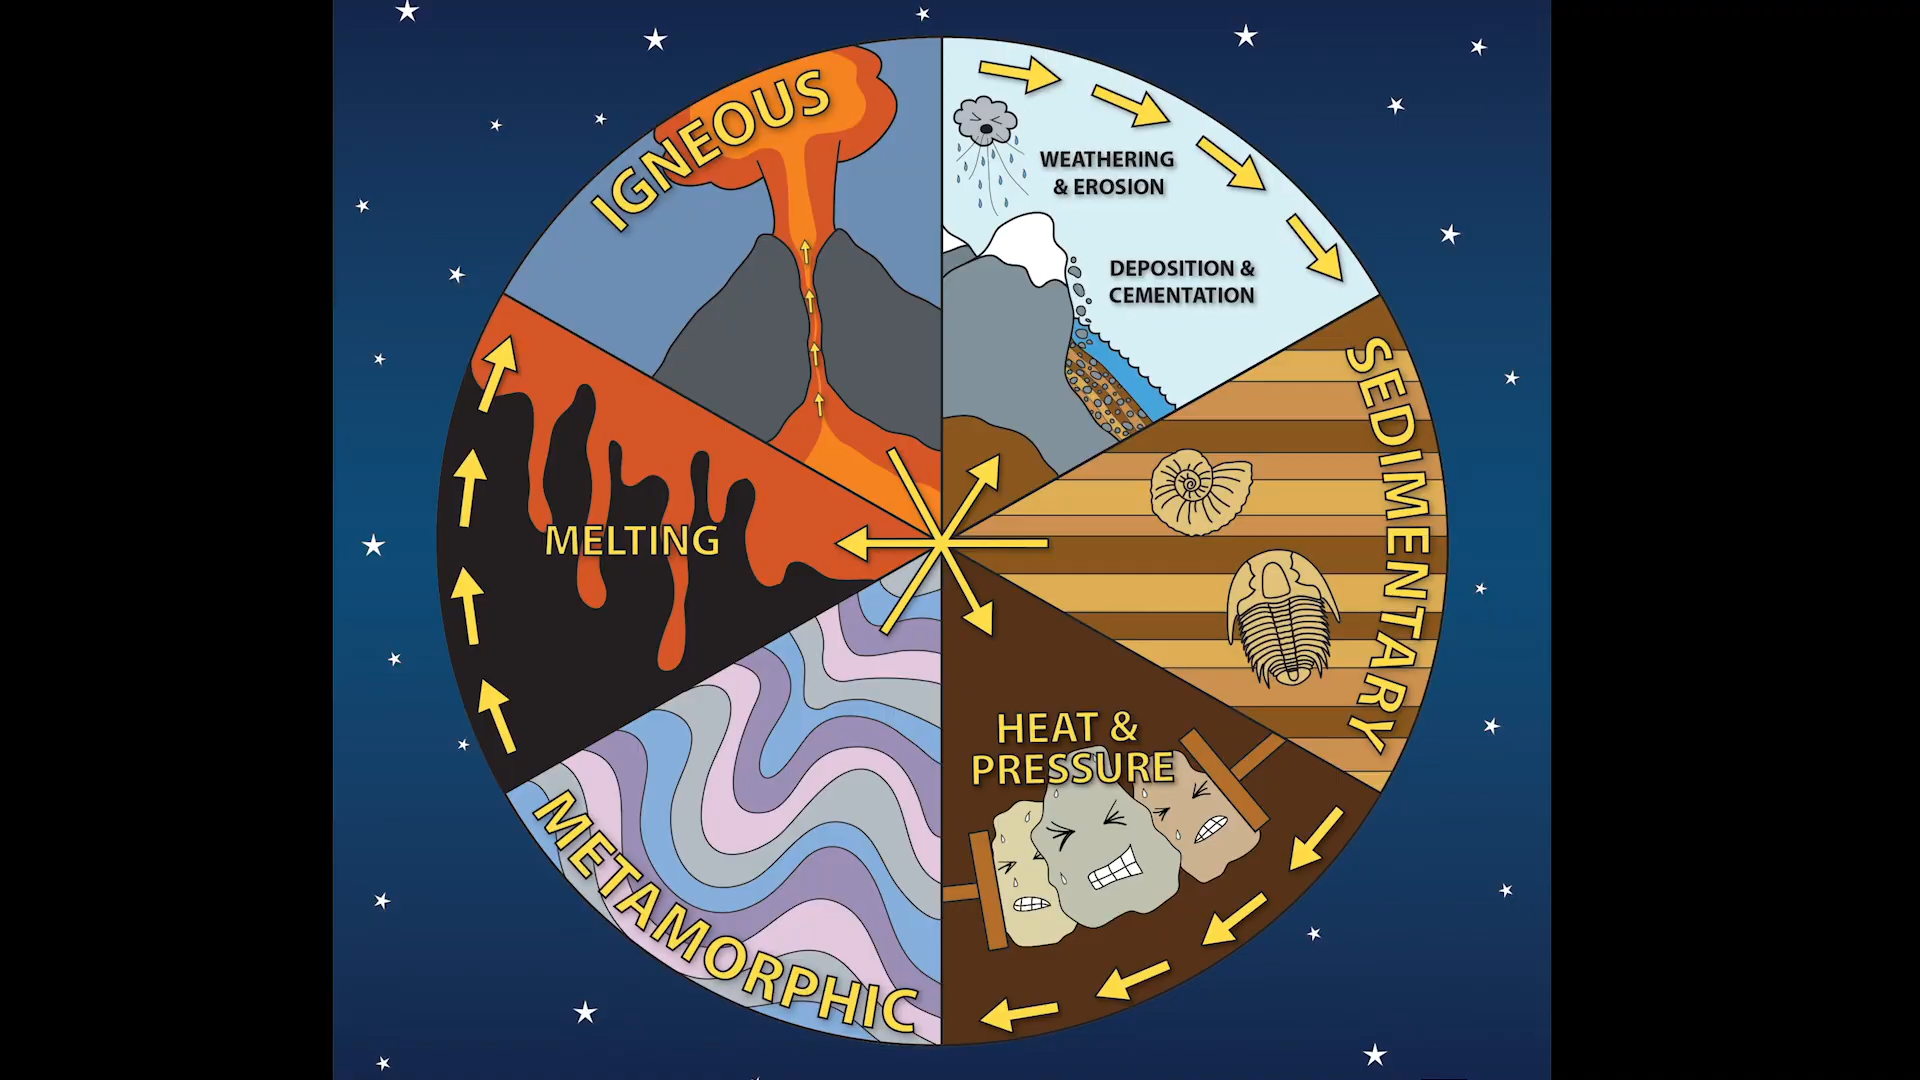 IGNEOUS
WEATHERING
& EROSION
DEPOSITION &
CEMENTATION
SEDIMENTARY
HEAT &
PRESSURE
METAMORPHIC
MELTING